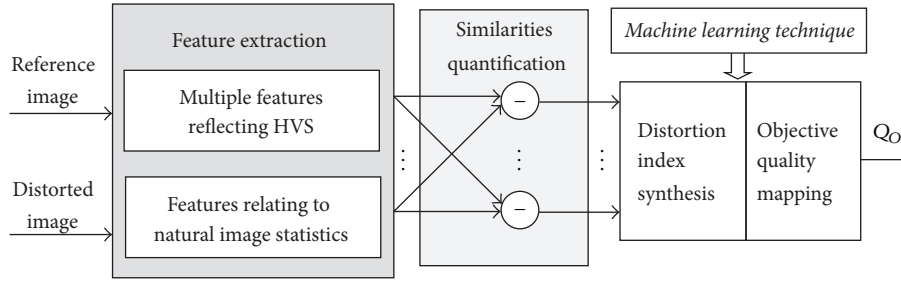 Reference
image
Distorted
image
Feature extraction
Multiple features
reflecting HVS
Features relating to
natural image statistics
Similarities
quantification
−
−
Machine learning technique
Distortion
index
synthesis
Objective
quality
mapping
Q_O